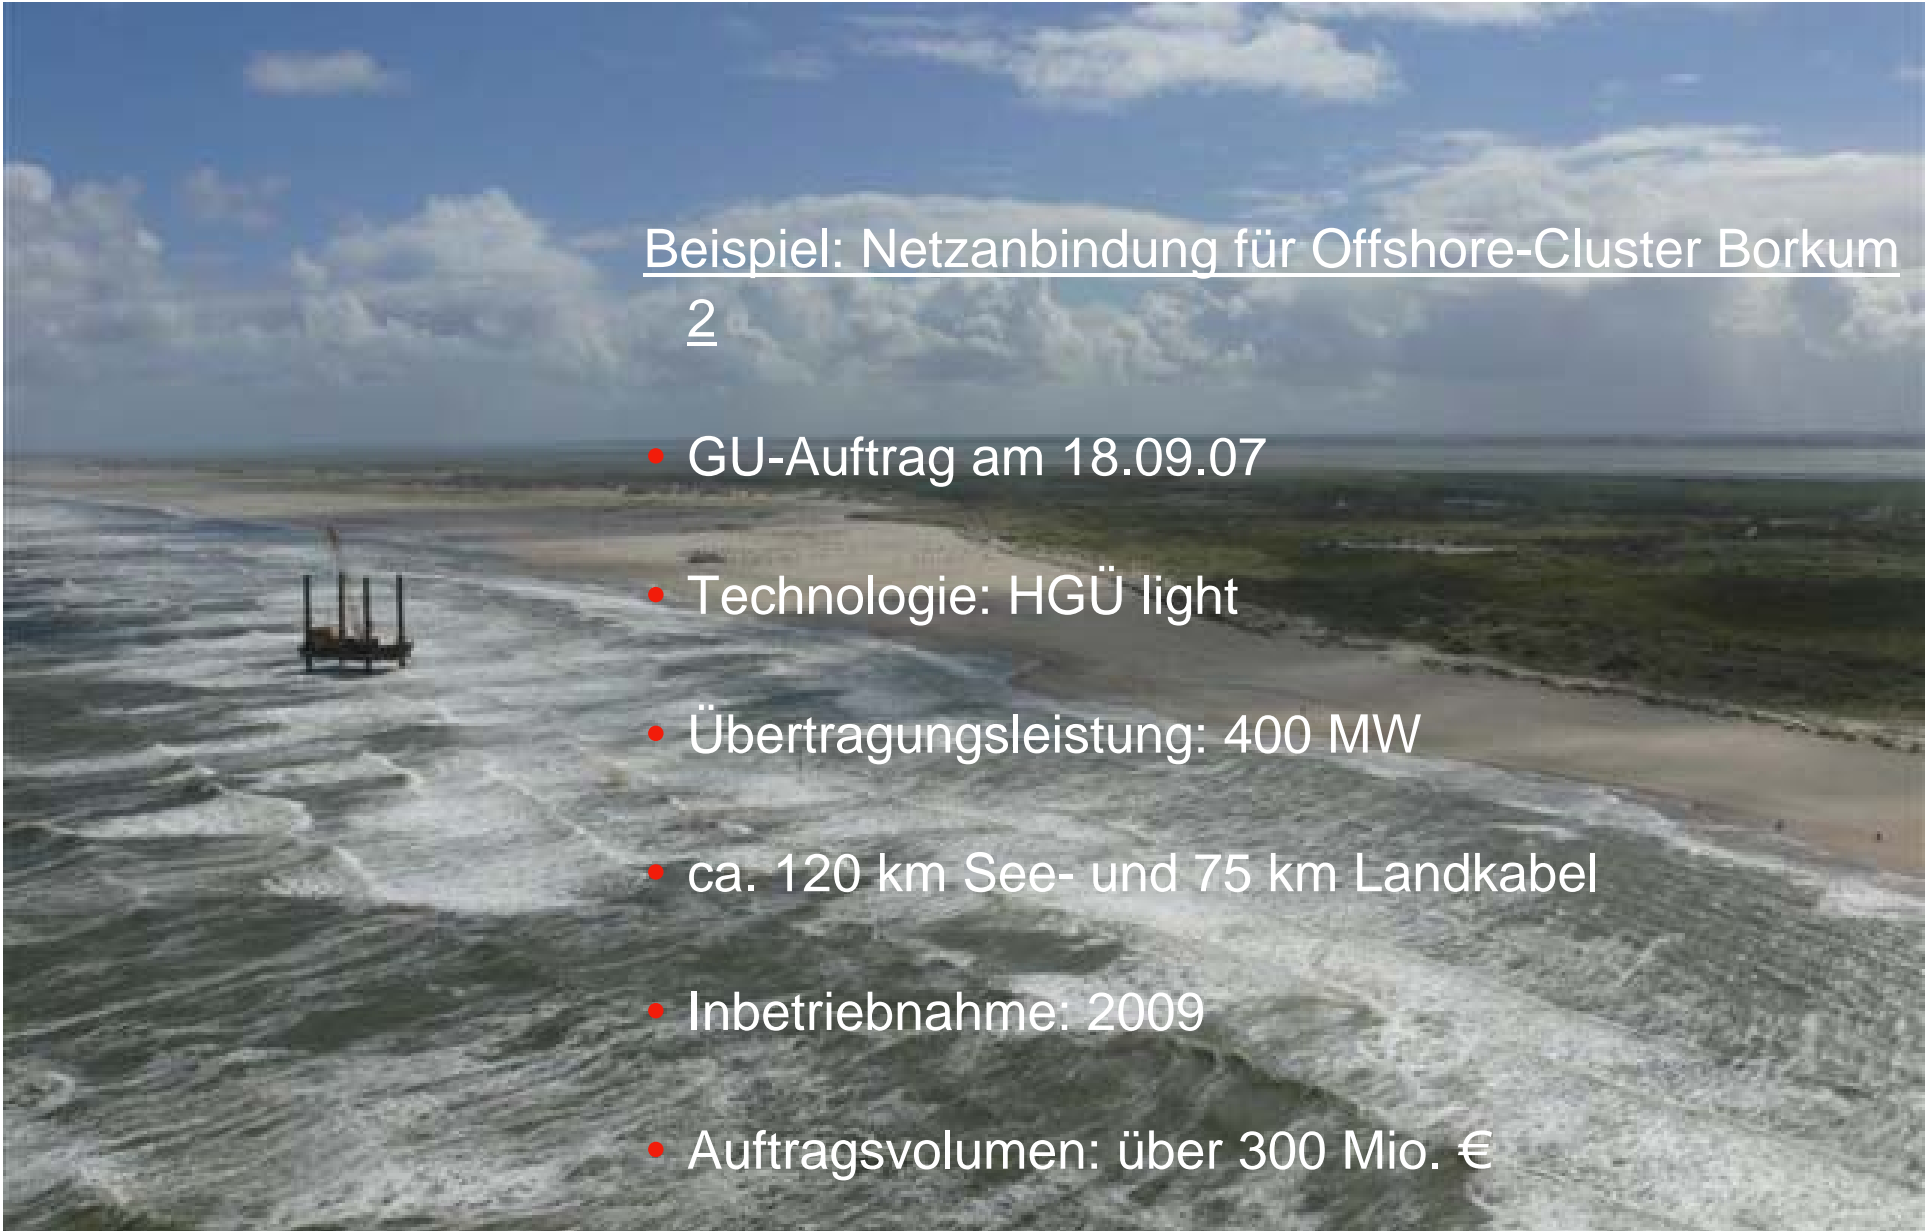 Beispiel: Netzanbindung für Offshore-Cluster Borkum
2
• GU-Auftrag am 18.09.07
• Technologie: HGÜ light
• Übertragungsleistung: 400 MW
• ca. 120 km See- und 75 km Landkabel
• Inbetriebnahme: 2009
• Auftragsvolumen: über 300 Mio. €